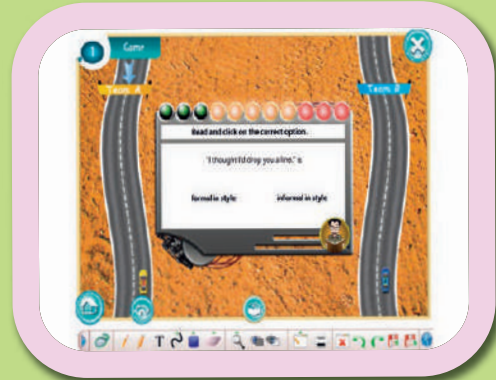 1
Game
Team A
Team B
Read and click on the correct option.
"I thought I'd drop you a line." is
formal in style
informal in style
T